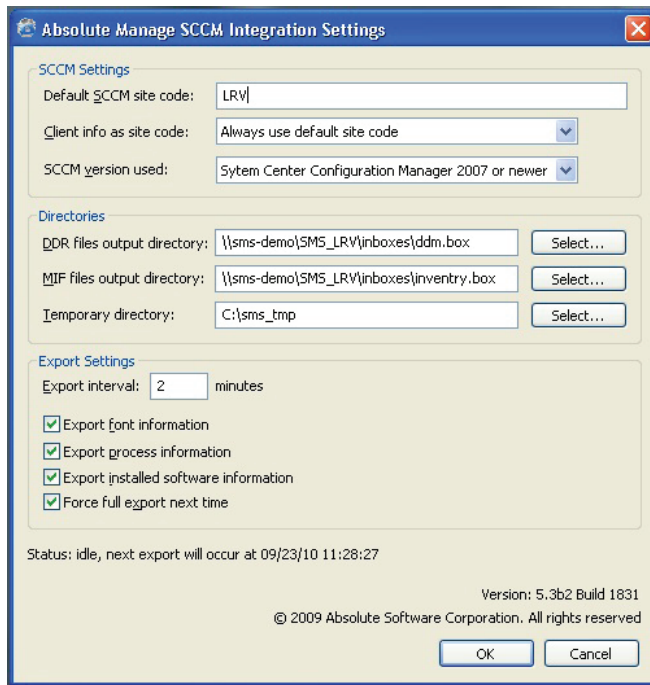 Absolute Manage SCCM Integration Settings
SCCM Settings
Default SCCM site code: LRV
Client info as site code: Always use default site code
SCCM version used: Sytem Center Configuration Manager 2007 or newer
Directories
DDR files output directory: \\sms-demo\SMS_LRV\inboxes\ddm.box Select...
MIF files output directory: \\sms-demo\SMS_LRV\inboxes\inventry.box Select...
Temporary directory: C:\sms_tmp Select...
Export Settings
Export interval: 2 minutes
Export font information
Export process information
Export installed software information
Force full export next time
Status: idle, next export will occur at 09/23/10 11:28:27
Version: 5.3b2 Build 1831
© 2009 Absolute Software Corporation. All rights reserved
OK Cancel